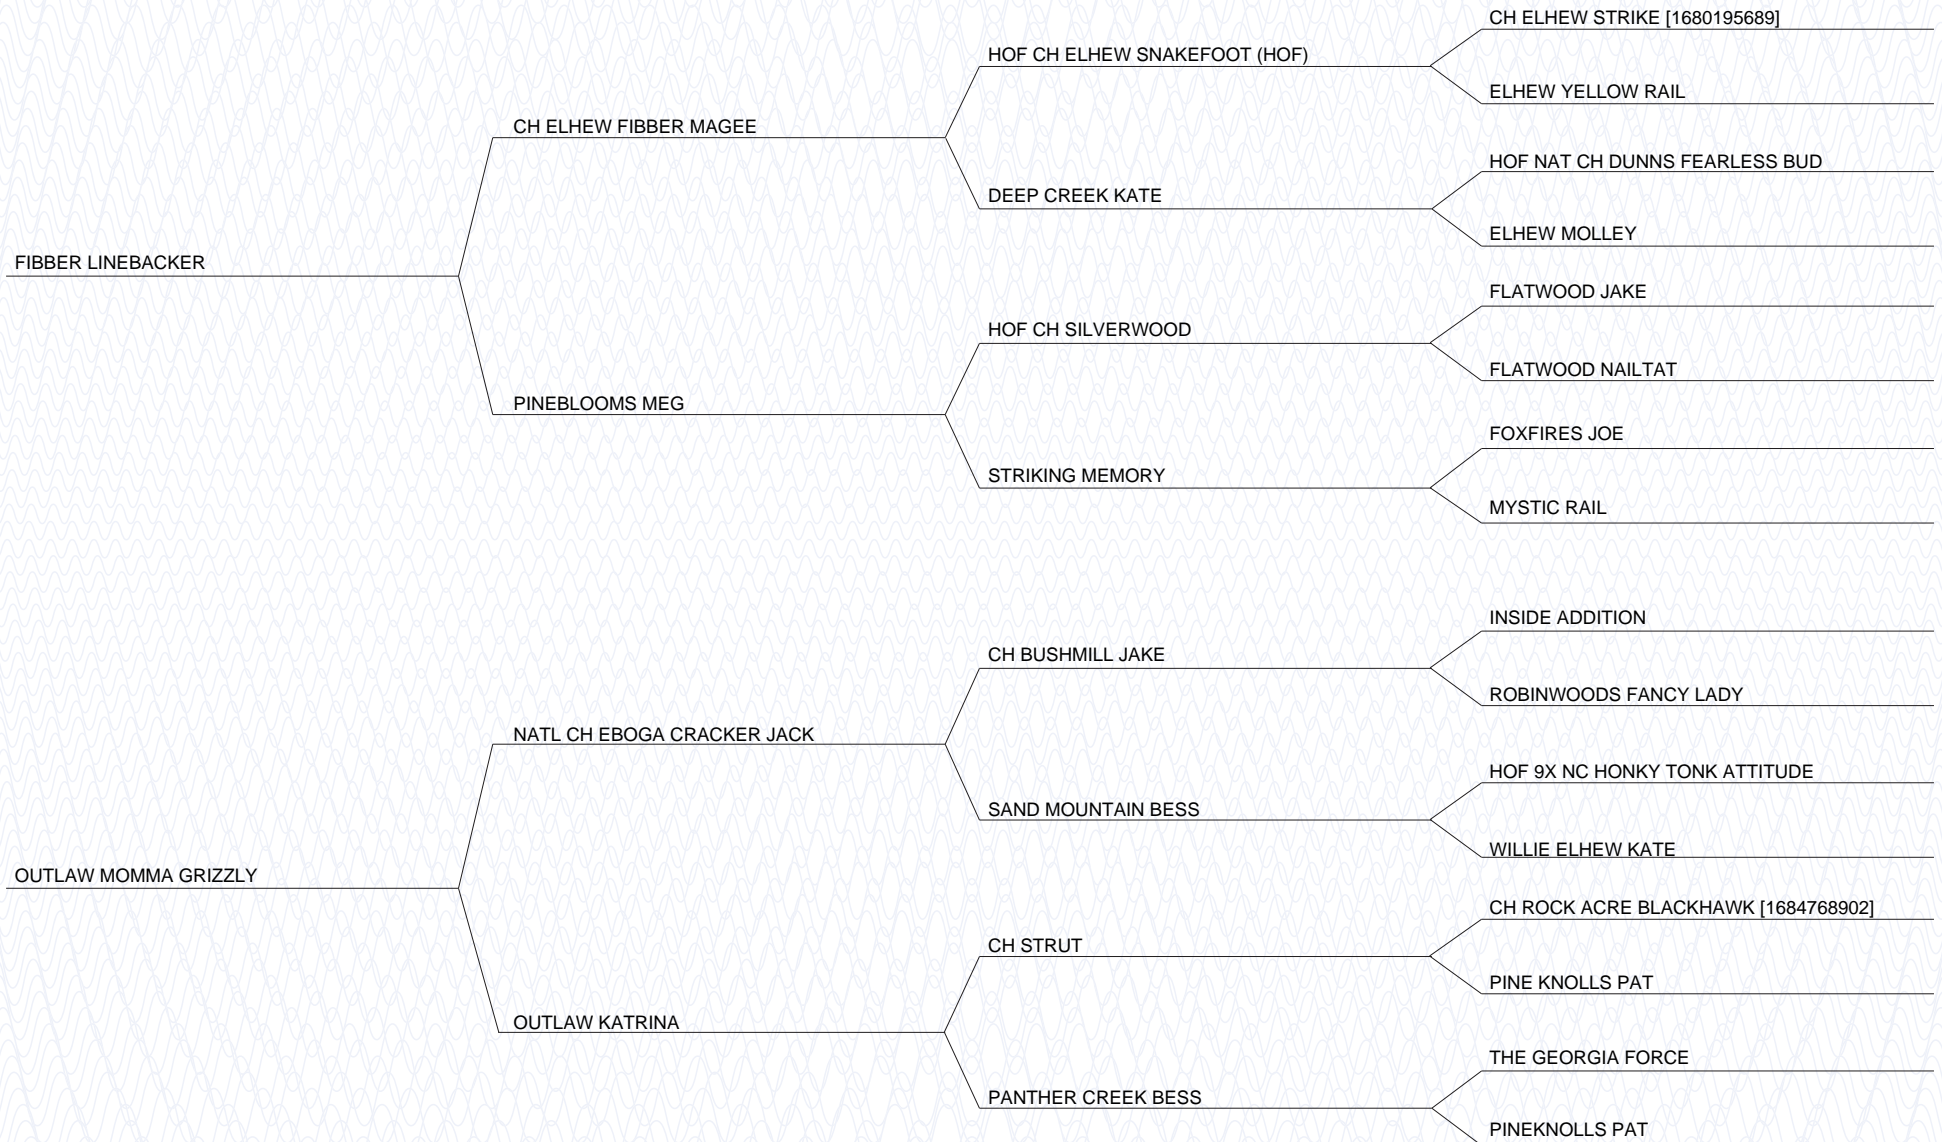 CH ELHEW STRIKE [1680195689]
HOF CH ELHEW SNAKEFOOT (HOF)
ELHEW YELLOW RAIL
CH ELHEW FIBBER MAGEE
HOF NAT CH DUNNS FEARLESS BUD
DEEP CREEK KATE
ELHEW MOLLEY
FIBBER LINEBACKER
FLATWOOD JAKE
HOF CH SILVERWOOD
FLATWOOD NAILTAT
PINEBLOOMS MEG
FOXFIRES JOE
STRIKING MEMORY
MYSTIC RAIL
INSIDE ADDITION
CH BUSHMILL JAKE
ROBINWOODS FANCY LADY
NATL CH EBOGA CRACKER JACK
HOF 9X NC HONKY TONK ATTITUDE
SAND MOUNTAIN BESS
WILLIE ELHEW KATE
OUTLAW MOMMA GRIZZLY
CH ROCK ACRE BLACKHAWK [1684768902]
CH STRUT
PINE KNOLLS PAT
OUTLAW KATRINA
THE GEORGIA FORCE
PANTHER CREEK BESS
PINEKNOLLS PAT